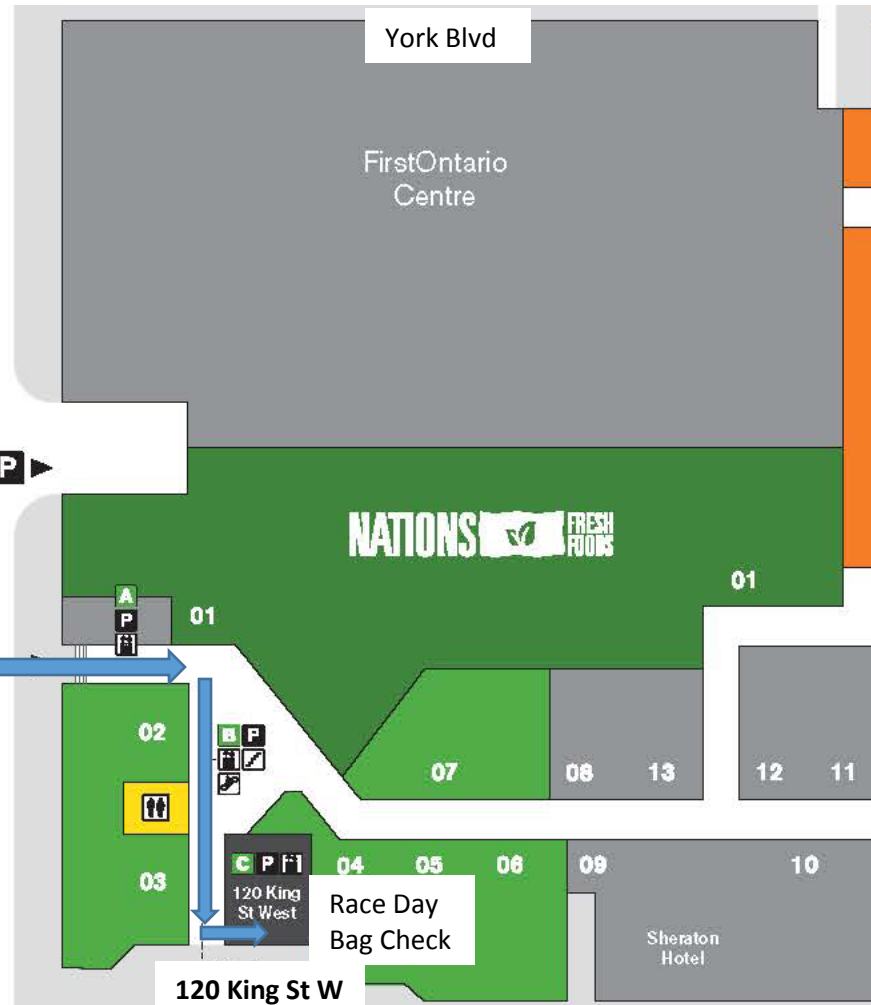 York Blvd
FirstOntario
Centre
P
NATIONS FRESH
FOODS
01
A
P
01
02
B P
07
08
13
12
11
C P
04
05
06
09
10
03
120 King
St West
Race Day
Bag Check
Sheraton
Hotel
120 King St W